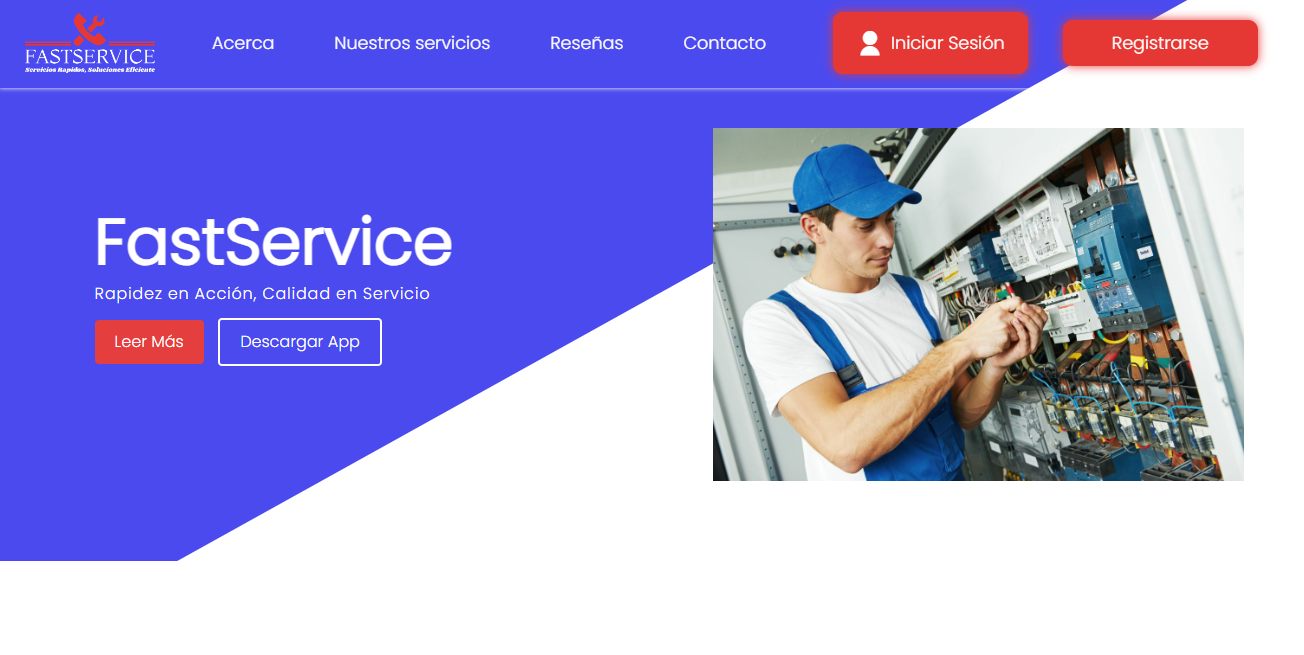 FASTSERVICE
Servicios Rapidos, Soluciones Eficiente
Acerca
Nuestros servicios
Reseñas
Contacto
Iniciar Sesión
Registrarse
FastService
Rapidez en Acción, Calidad en Servicio
Leer Más
Descargar App